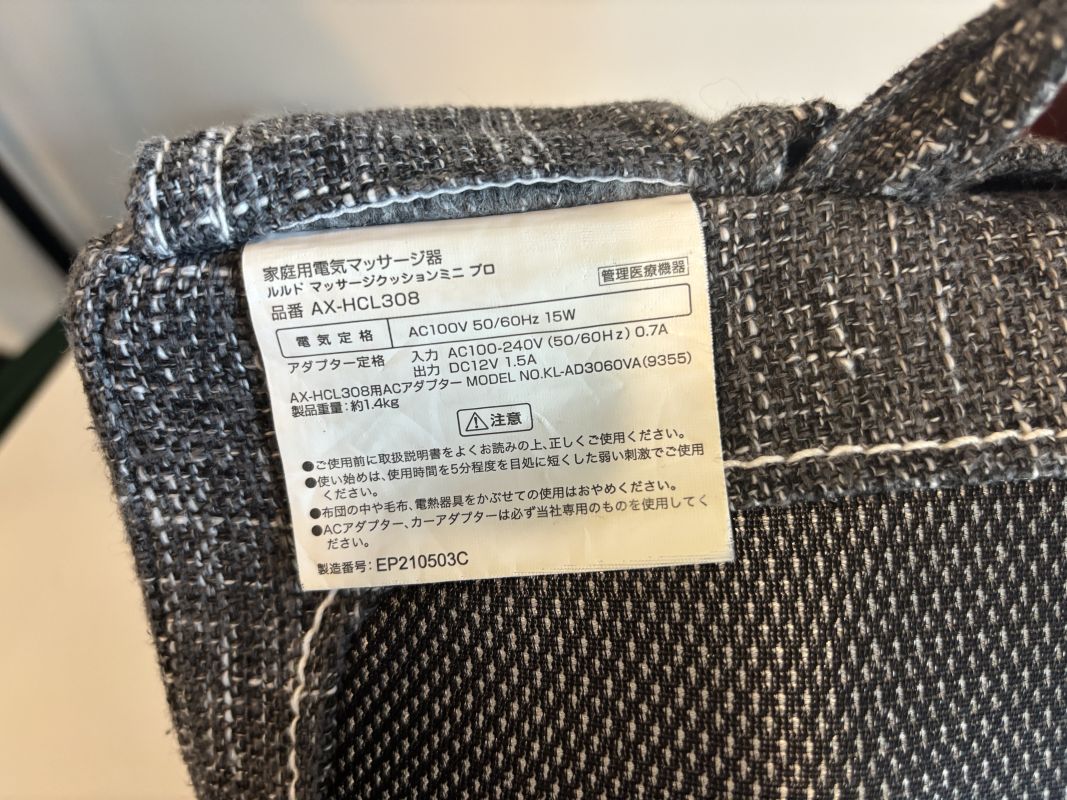 家庭用電気マッサージ器
ルルド マッサージクッションミニ プロ
管理医療機器
品番 AX-HCL308
電気定格 AC100V 50/60Hz 15W
アダプター定格 入力 AC100-240V (50/60Hz) 0.7A
出力 DC12V 1.5A
AX-HCL308用ACアダプター MODEL NO.KL-AD3060VA(9355)
製品重量:約1.4kg
⚠注意
●ご使用前に取扱説明書をよくお読みの上、正しくご使用ください。
●使い始めは、使用時間を5分程度を目処に短くした弱い刺激でご使用
ください。
●布団の中や毛布、電熱器具をかぶせての使用はおやめください。
●ACアダプター、カーアダプターは必ず当社専用のものを使用してく
ださい。
製造番号:EP210503C